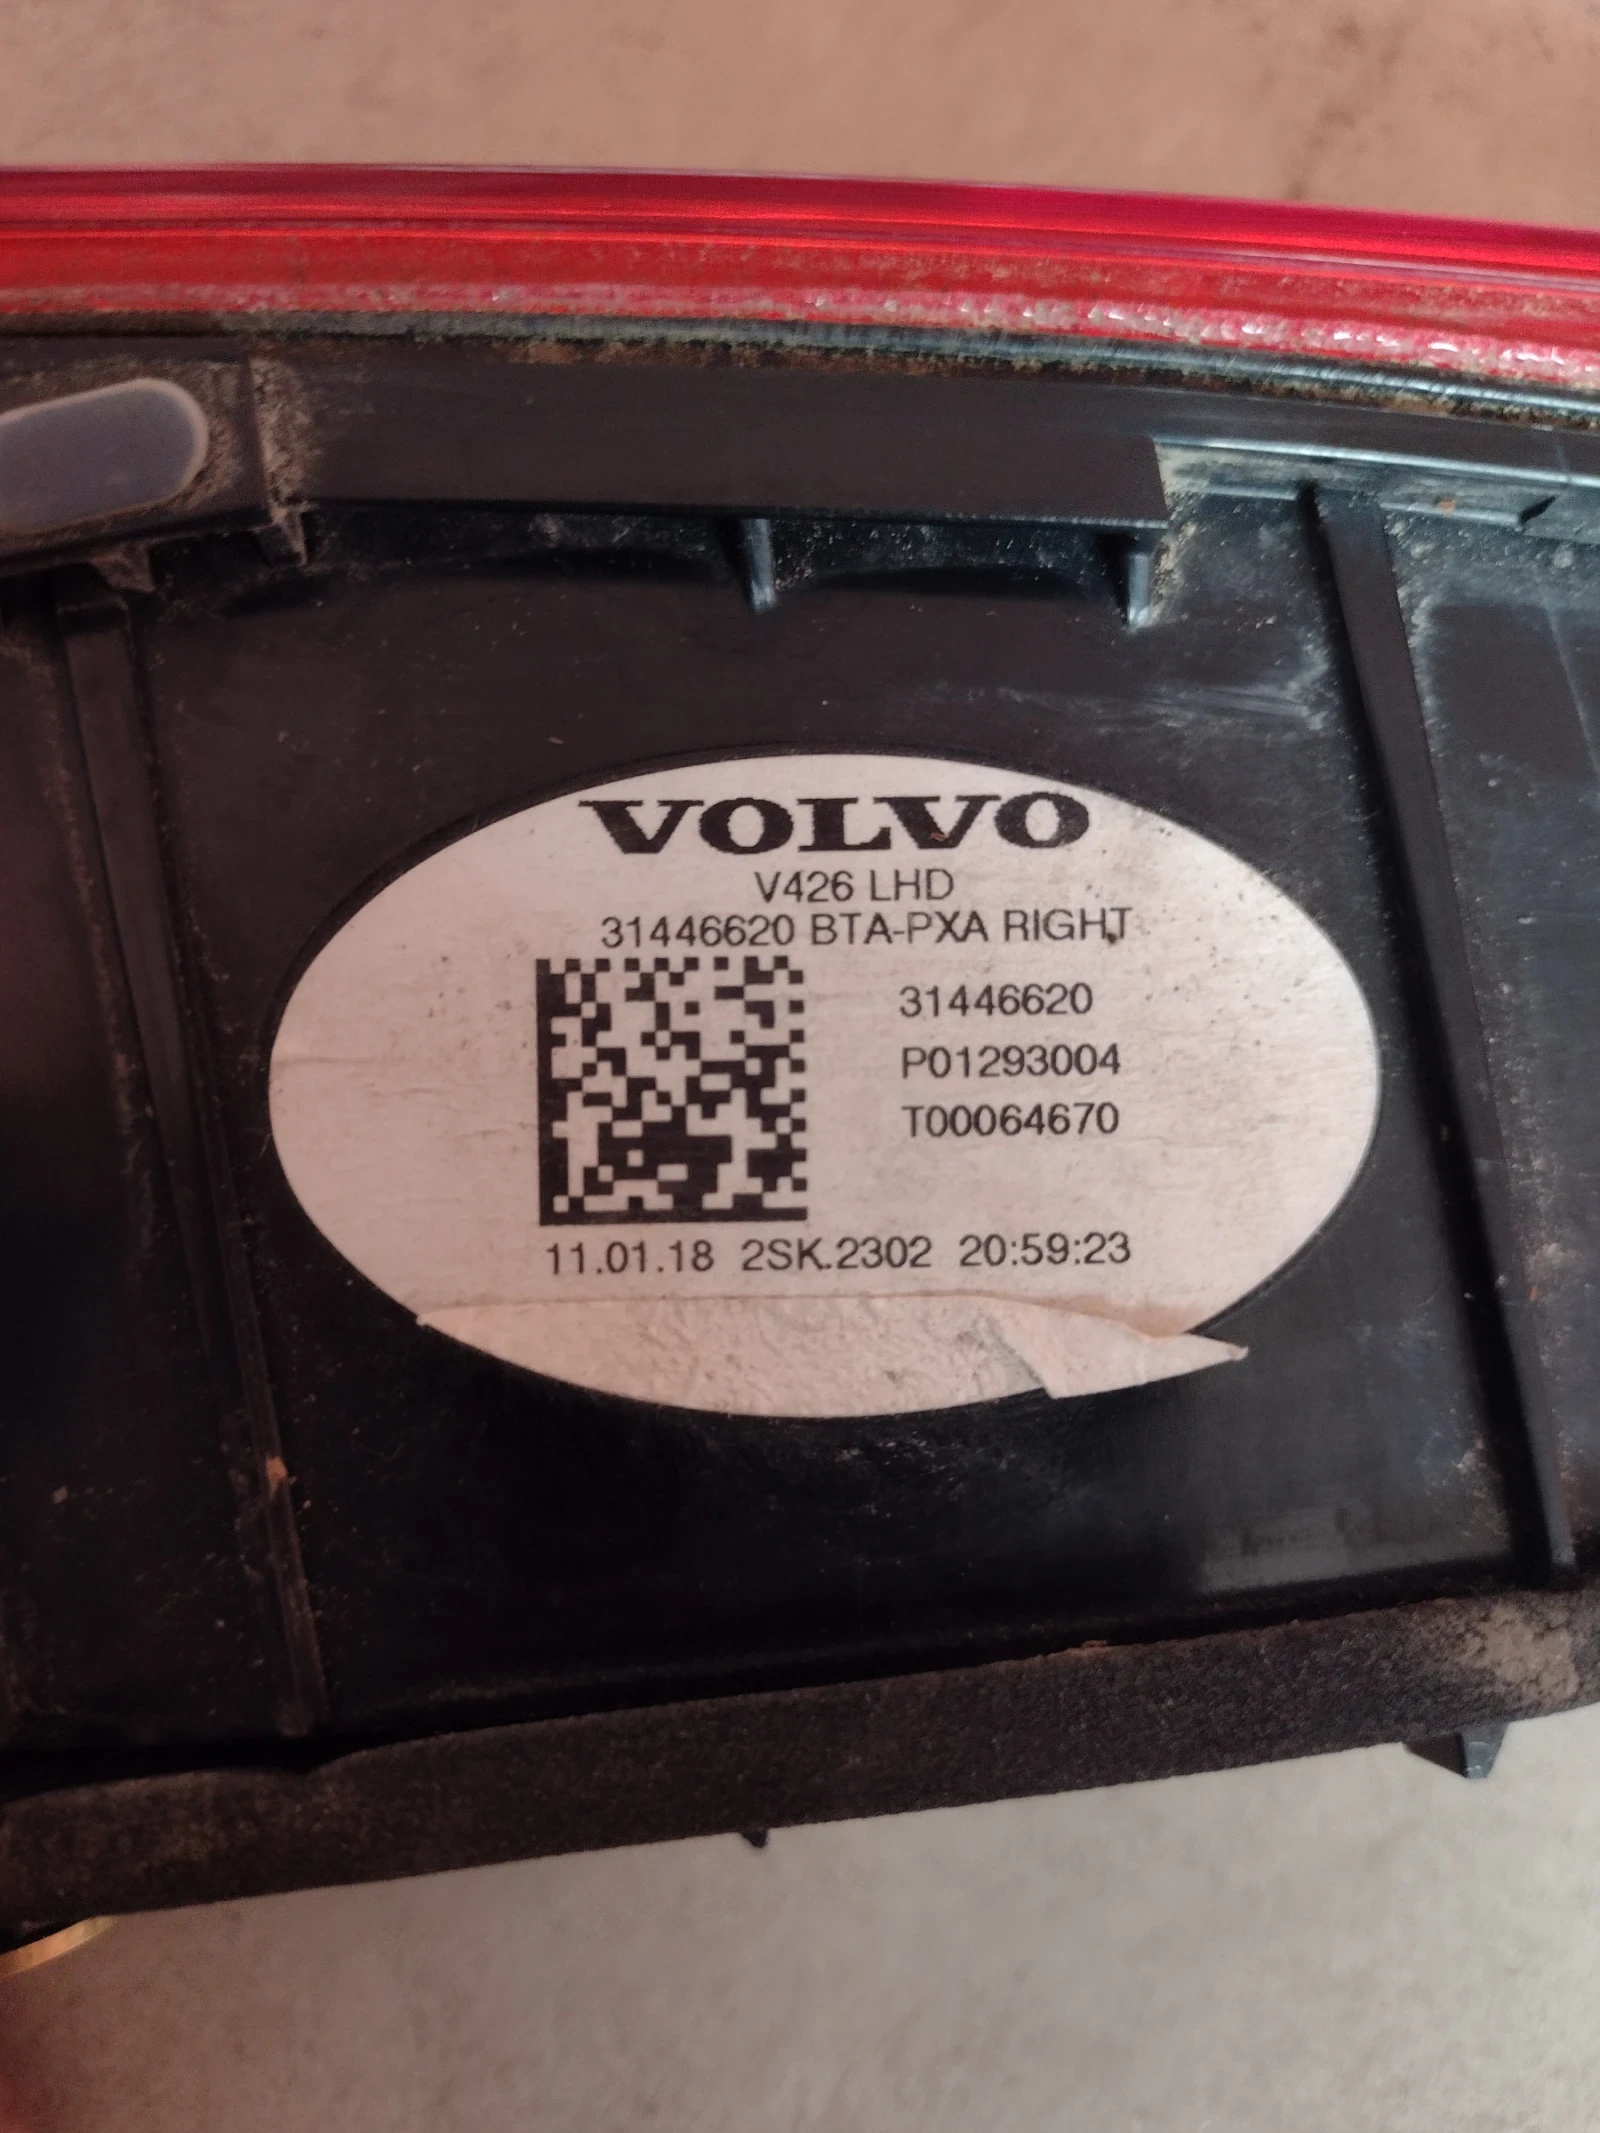 VOLVO
V426 LHD
31446620 BTA-PXA RIGHT
31446620
P01293004
T00064670
11.01.18 2SK.2302 20:59:23